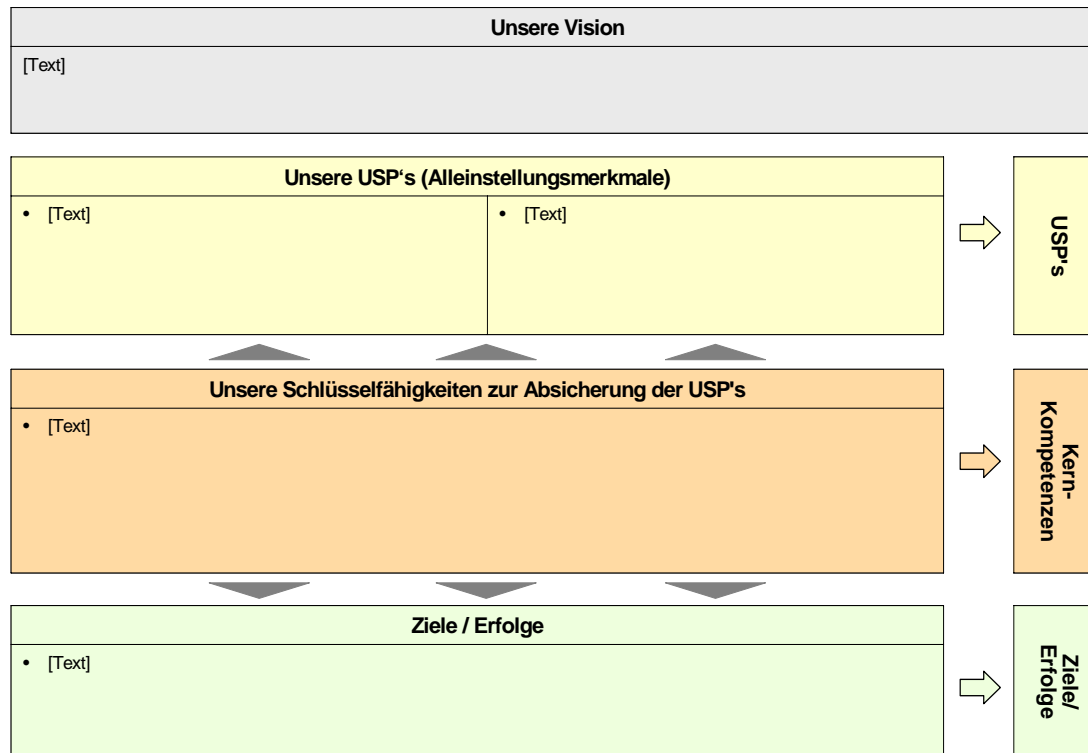 Unsere Vision
[Text]
Unsere USP‘s (Alleinstellungsmerkmale)
• [Text]
• [Text]
USP's
Unsere Schlüsselfähigkeiten zur Absicherung der USP's
• [Text]
Kern-
Kompetenzen
Ziele / Erfolge
• [Text]
Ziele/
Erfolge